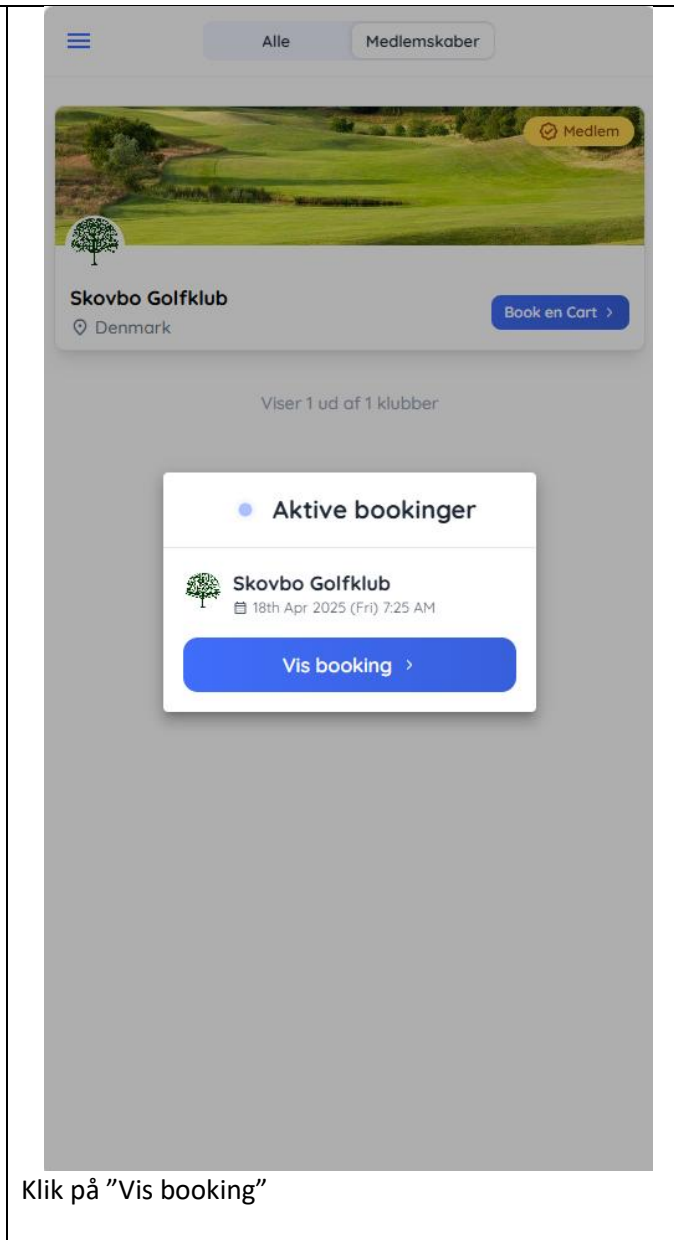 Alle
Medlemskaber
Medlem
Skovbo Golfklub
Denmark
Book en Cart >
Viser 1 ud af 1 klubber
Aktive bookinger
Skovbo Golfklub
18th Apr 2025 (Fri) 7:25 AM
Vis booking >
Klik på ”Vis booking”